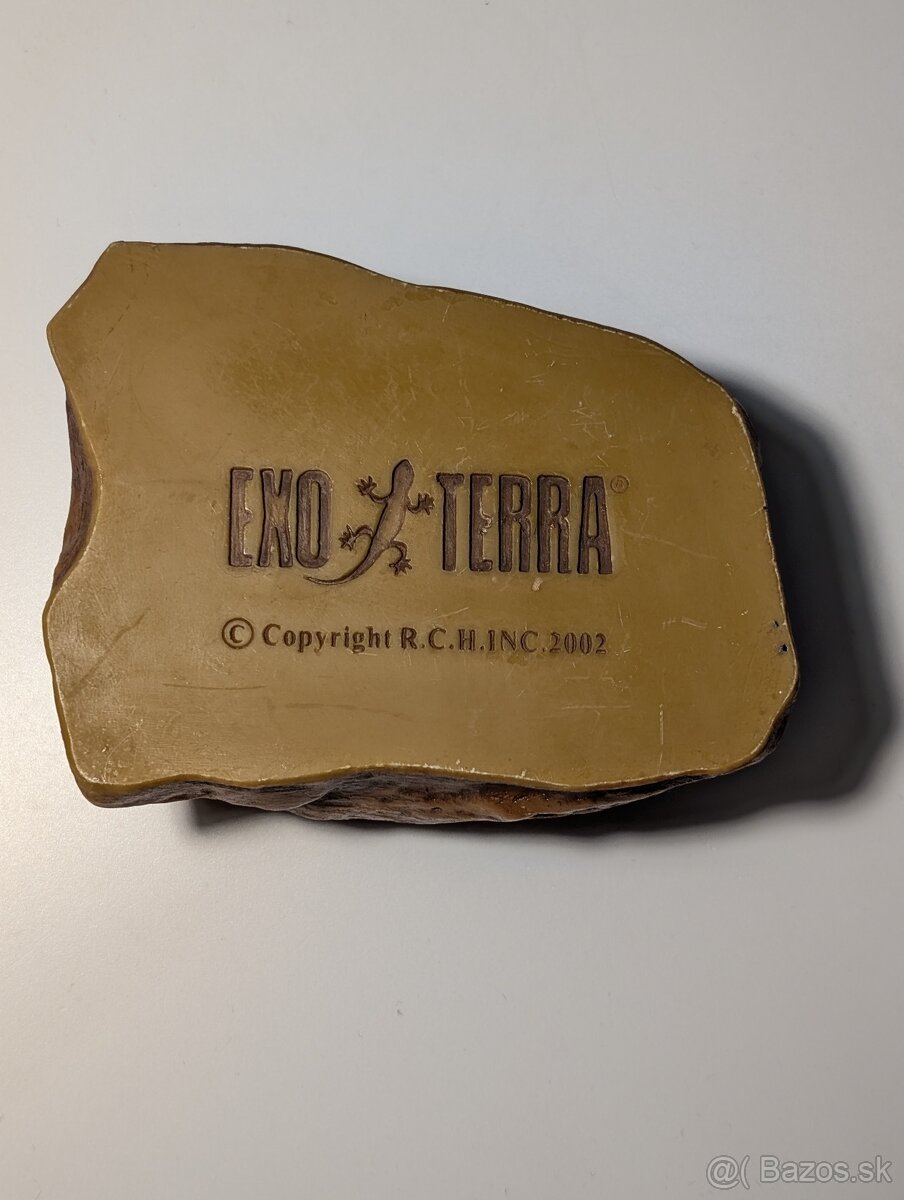 EXO TERRA®
© Copyright R.C.H.INC.2002
@( Bazos.sk